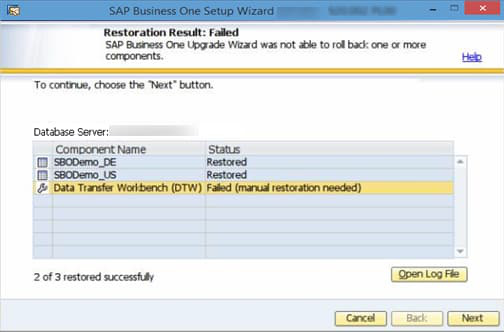 SAP Business One Setup Wizard
Restoration Result: Failed
SAP Business One Upgrade Wizard was not able to roll back one or more
components.
Help
To continue, choose the "Next" button.
Database Server:
Component Name Status
SBODemo_DE Restored
SBODemo_US Restored
Data Transfer Workbench (DTW) Failed (manual restoration needed)
2 of 3 restored successfully
Open Log File
Cancel Back Next